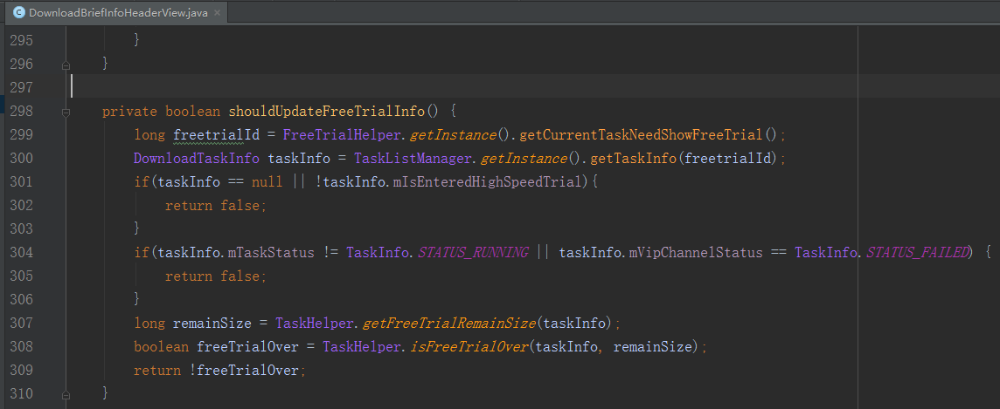 DownloadBriefInfoHeaderView.java
295 }
296 }
297
298 private boolean shouldUpdateFreeTrialInfo() {
299 long freetrialId = FreeTrialHelper.getInstance().getCurrentTaskNeedShowFreeTrial();
300 DownloadTaskInfo taskInfo = TaskListManager.getInstance().getTaskInfo(freetrialId);
301 if(taskInfo == null || !taskInfo.mIsEnteredHighSpeedTrial){
302 return false;
303 }
304 if(taskInfo.mTaskStatus != TaskInfo.STATUS_RUNNING || taskInfo.mVipChannelStatus == TaskInfo.STATUS_FAILED) {
305 return false;
306 }
307 long remainSize = TaskHelper.getFreeTrialRemainSize(taskInfo);
308 boolean freeTrialOver = TaskHelper.isFreeTrialOver(taskInfo, remainSize);
309 return !freeTrialOver;
310 }